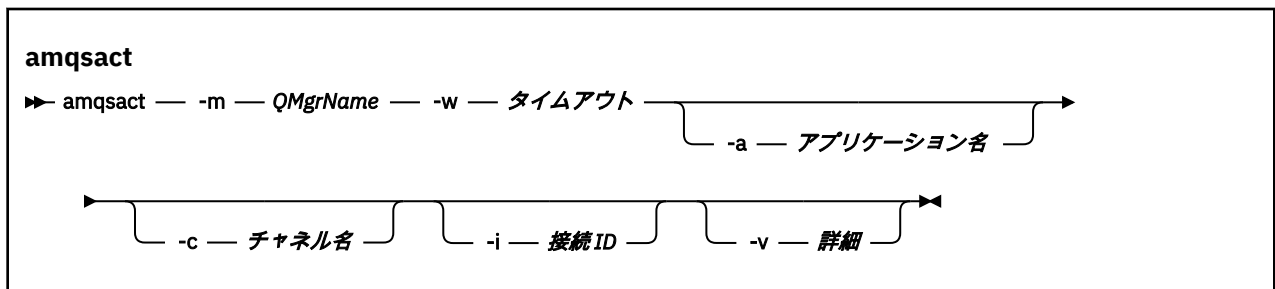 amqsact
amqsact -m QMgrName -w タイムアウト
-a アプリケーション名
-c チャネル名 -i 接続 ID -v 詳細